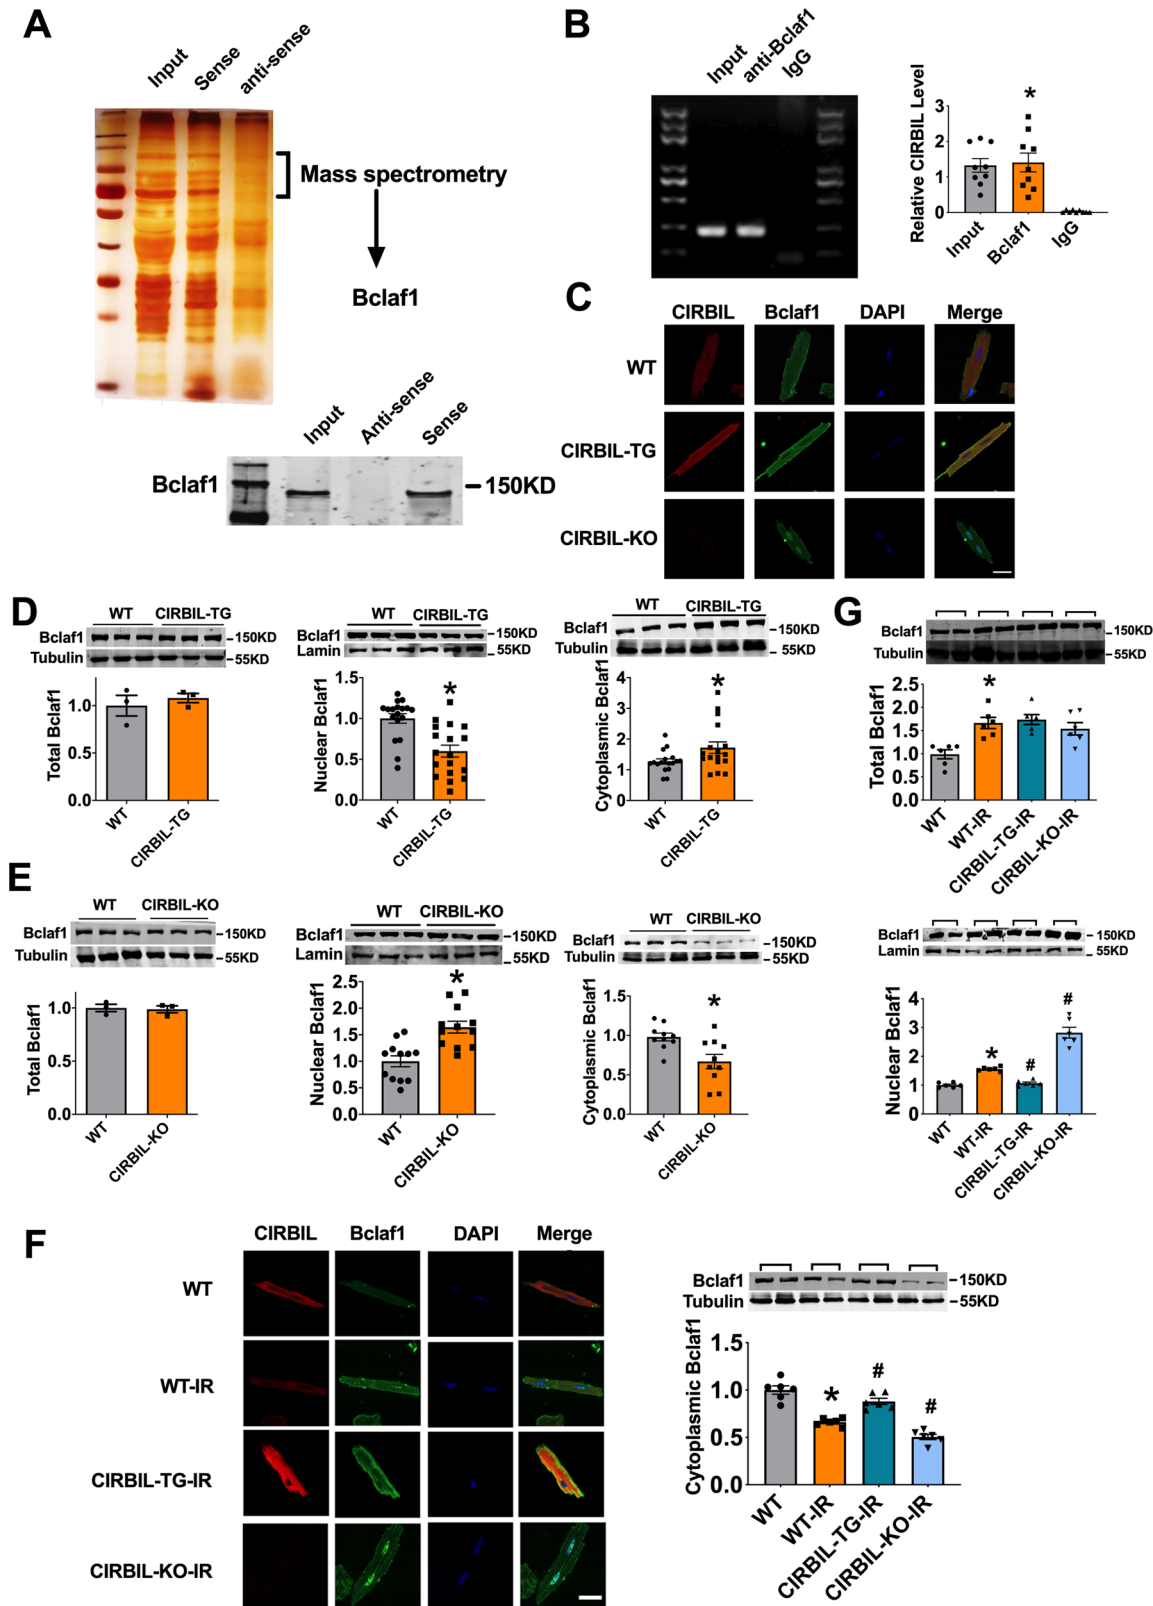 A
Input
Sense
anti-sense
Mass spectrometry
Bclaf1
Input
Anti-sense
Sense
Bclaf1
150KD
B
Input
anti-Bclaf1
IgG
Relative CIRBIL Level
3
2
1
0
*
Input
Bclaf1
IgG
C
CIRBIL Bclaf1 DAPI Merge
WT
CIRBIL-TG
CIRBIL-KO
D
WT CIRBIL-TG
Bclaf1 -150KD
Tubulin -55KD
Total Bclaf1
1.0
0.5
0.0
WT
CIRBIL-TG
WT CIRBIL-TG
Bclaf1 -150KD
Lamin 55KD
Nuclear Bclaf1
1.5
1.0
0.5
0.0
*
WT
CIRBIL-TG
WT CIRBIL-TG
Bclaf1 -150KD
Tubulin -55KD
Cytoplasmic Bclaf1
4
3
2
1
0
*
WT
CIRBIL-TG
G
Bclaf1 -150KD
Tubulin -55KD
Total Bclaf1
2.5
2.0
1.5
1.0
0.5
0.0
*
WT
WT-IR
CIRBIL-TG-IR
CIRBIL-KO-IR
E
WT CIRBIL-KO
Bclaf1 -150KD
Tubulin 55KD
Total Bclaf1
1.0
0.5
0.0
WT
CIRBIL-KO
WT CIRBIL-KO
Bclaf1 -150KD
Lamin 55KD
Nuclear Bclaf1
2.5
2.0
1.5
1.0
0.5
0.0
*
WT
CIRBIL-KO
WT CIRBIL-KO
Bclaf1 -150KD
Tubulin 55KD
Cytoplasmic Bclaf1
1.5
1.0
0.5
0.0
*
WT
CIRBIL-KO
Bclaf1 -150KD
Lamin 55KD
Nuclear Bclaf1
4
3
2
1
0
*
#
#
WT
WT-IR
CIRBIL-TG-IR
CIRBIL-KO-IR
F
CIRBIL Bclaf1 DAPI Merge
WT
WT-IR
CIRBIL-TG-IR
CIRBIL-KO-IR
Bclaf1 -150KD
Tubulin -55KD
Cytoplasmic Bclaf1
1.5
1.0
0.5
0.0
*
#
#
WT
WT-IR
CIRBIL-TG-IR
CIRBIL-KO-IR